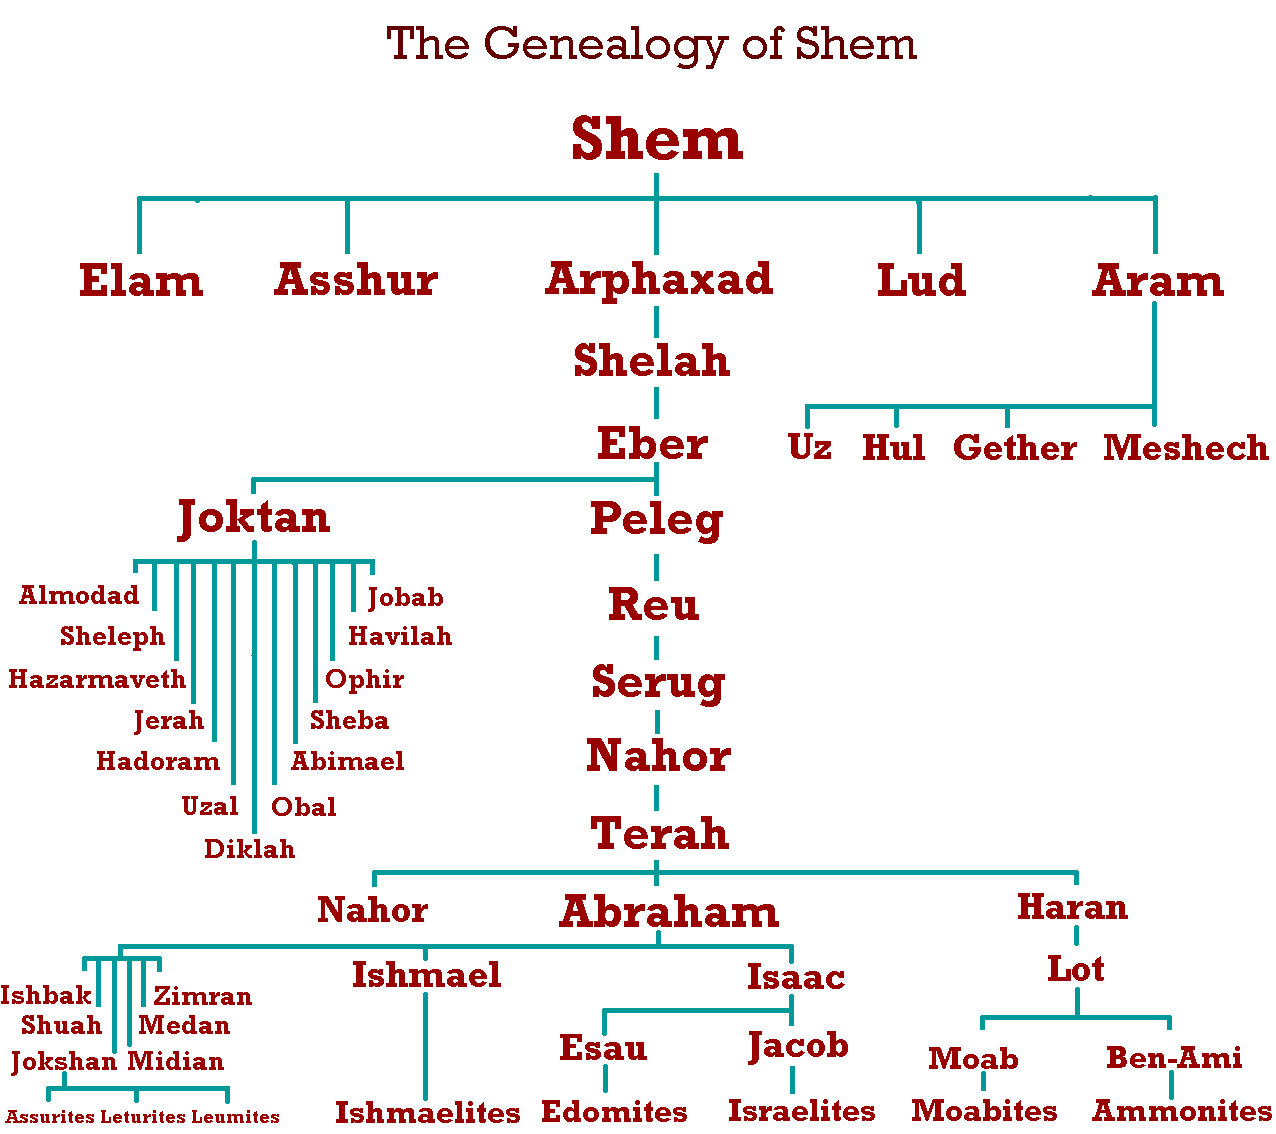 The Genealogy of Shem
Shem
Elam Asshur Arphaxad Lud Aram
Shelah
Eber Uz Hul Gether Meshech
Joktan Peleg
Almodad Jobab Reu
Sheleph Havilah
Hazarmaveth Ophir Serug
Jerah Sheba
Hadoram Abimael Nahor
Uzal Obal
Diklah Terah
Nahor Abraham Haran
Ishmael Isaac Lot
Ishbak Zimran
Shuah Medan
Jokshan Midian Esau Jacob Moab Ben-Ami
Assurites Leturites Leumites Ishmaelites Edomites Israelites Moabites Ammonites